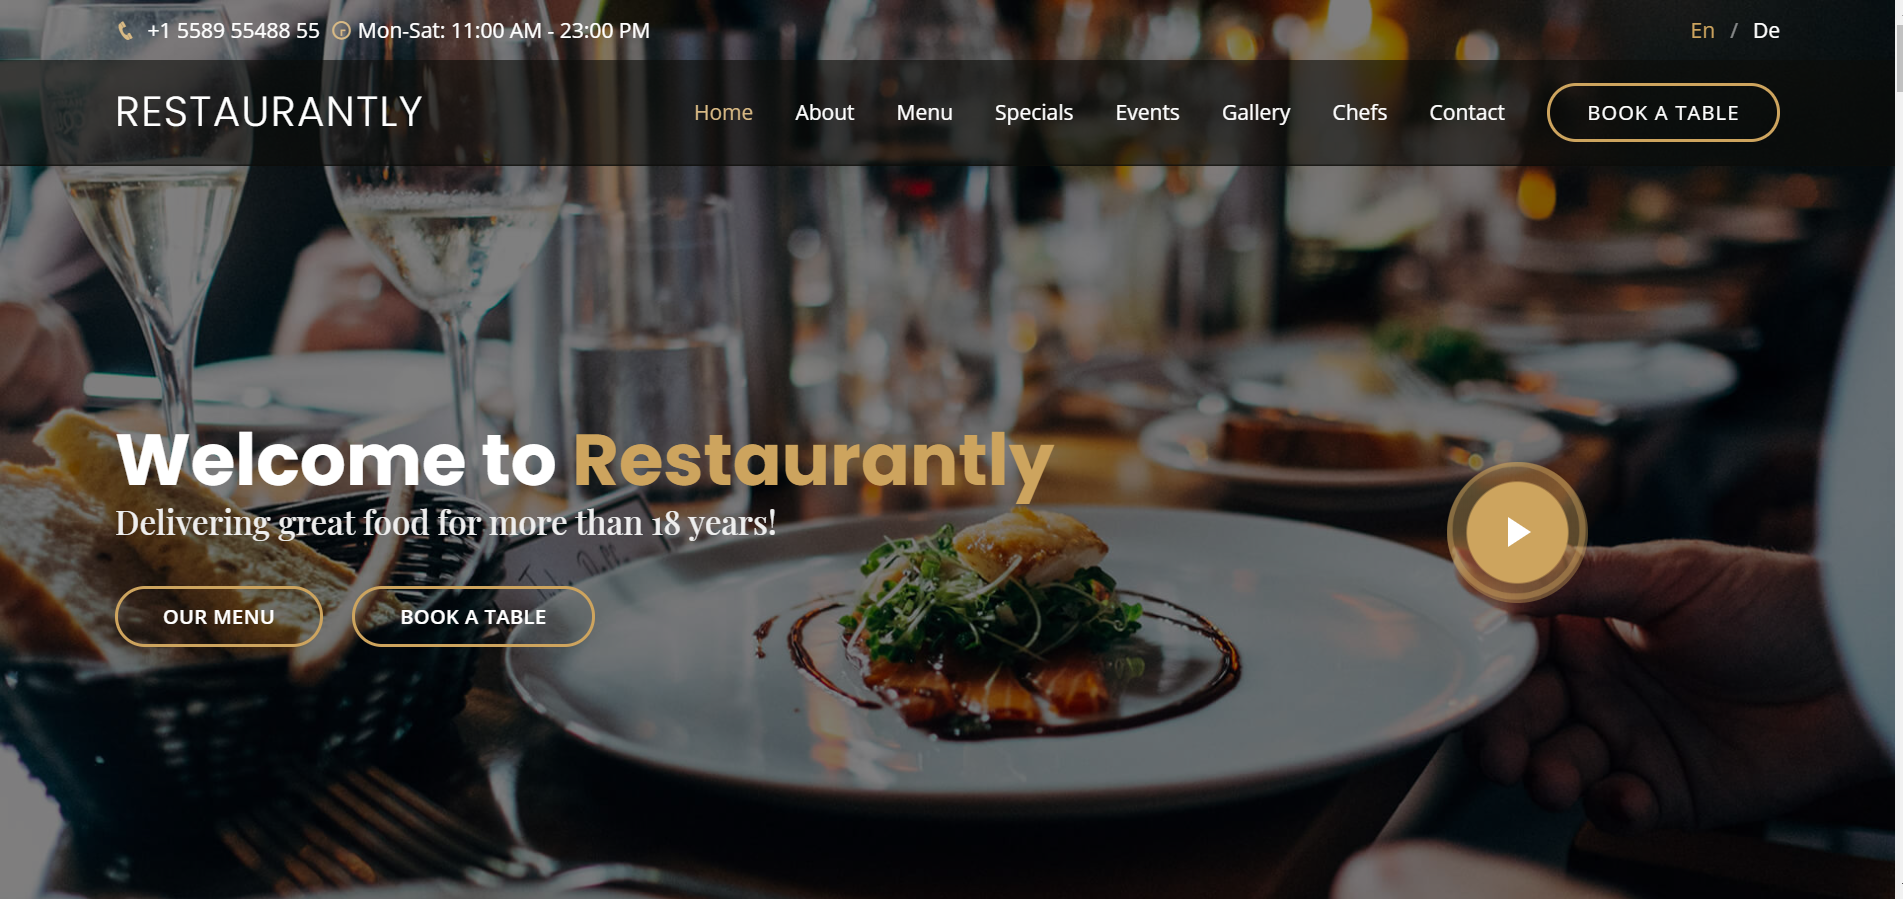 +1 5589 55488 55 Mon-Sat: 11:00 AM - 23:00 PM
En / De
RESTAURANTLY
Home About Menu Specials Events Gallery Chefs Contact BOOK A TABLE
Welcome to Restaurantly
Delivering great food for more than 18 years!
OUR MENU BOOK A TABLE